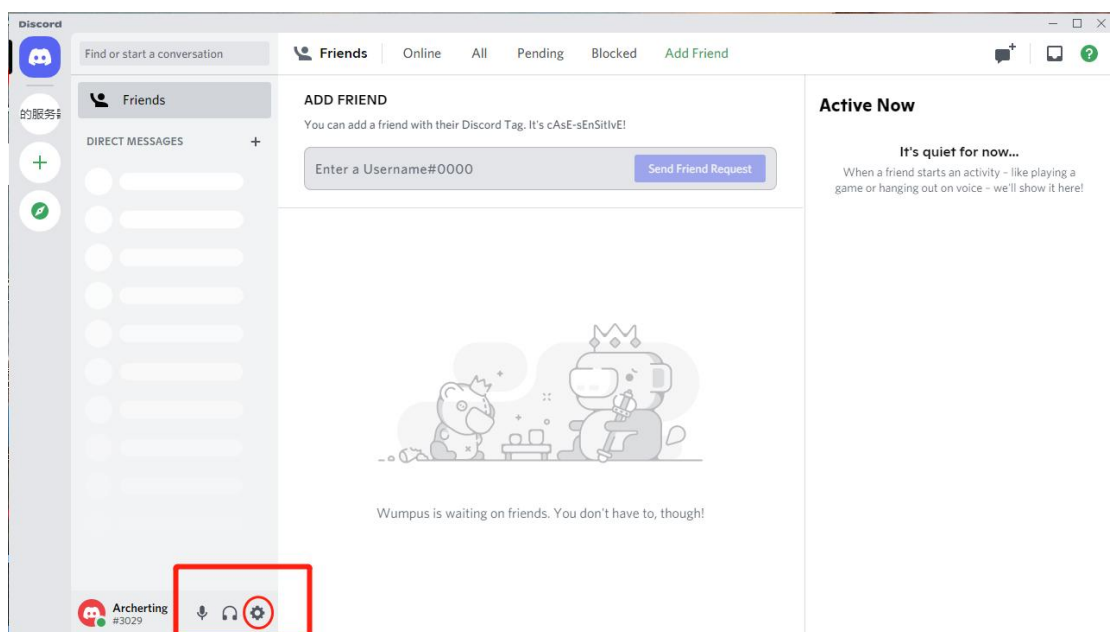 Discord
Find or start a conversation
Friends
Online
All
Pending
Blocked
Add Friend
的服务
Friends
DIRECT MESSAGES
ADD FRIEND
You can add a friend with their Discord Tag. It's cAsE-sEnSitIvE!
Enter a Username#0000
Send Friend Request
Active Now
It's quiet for now...
When a friend starts an activity – like playing a
game or hanging out on voice – we'll show it here!
Wumpus is waiting on friends. You don't have to, though!
Archerting
#3029